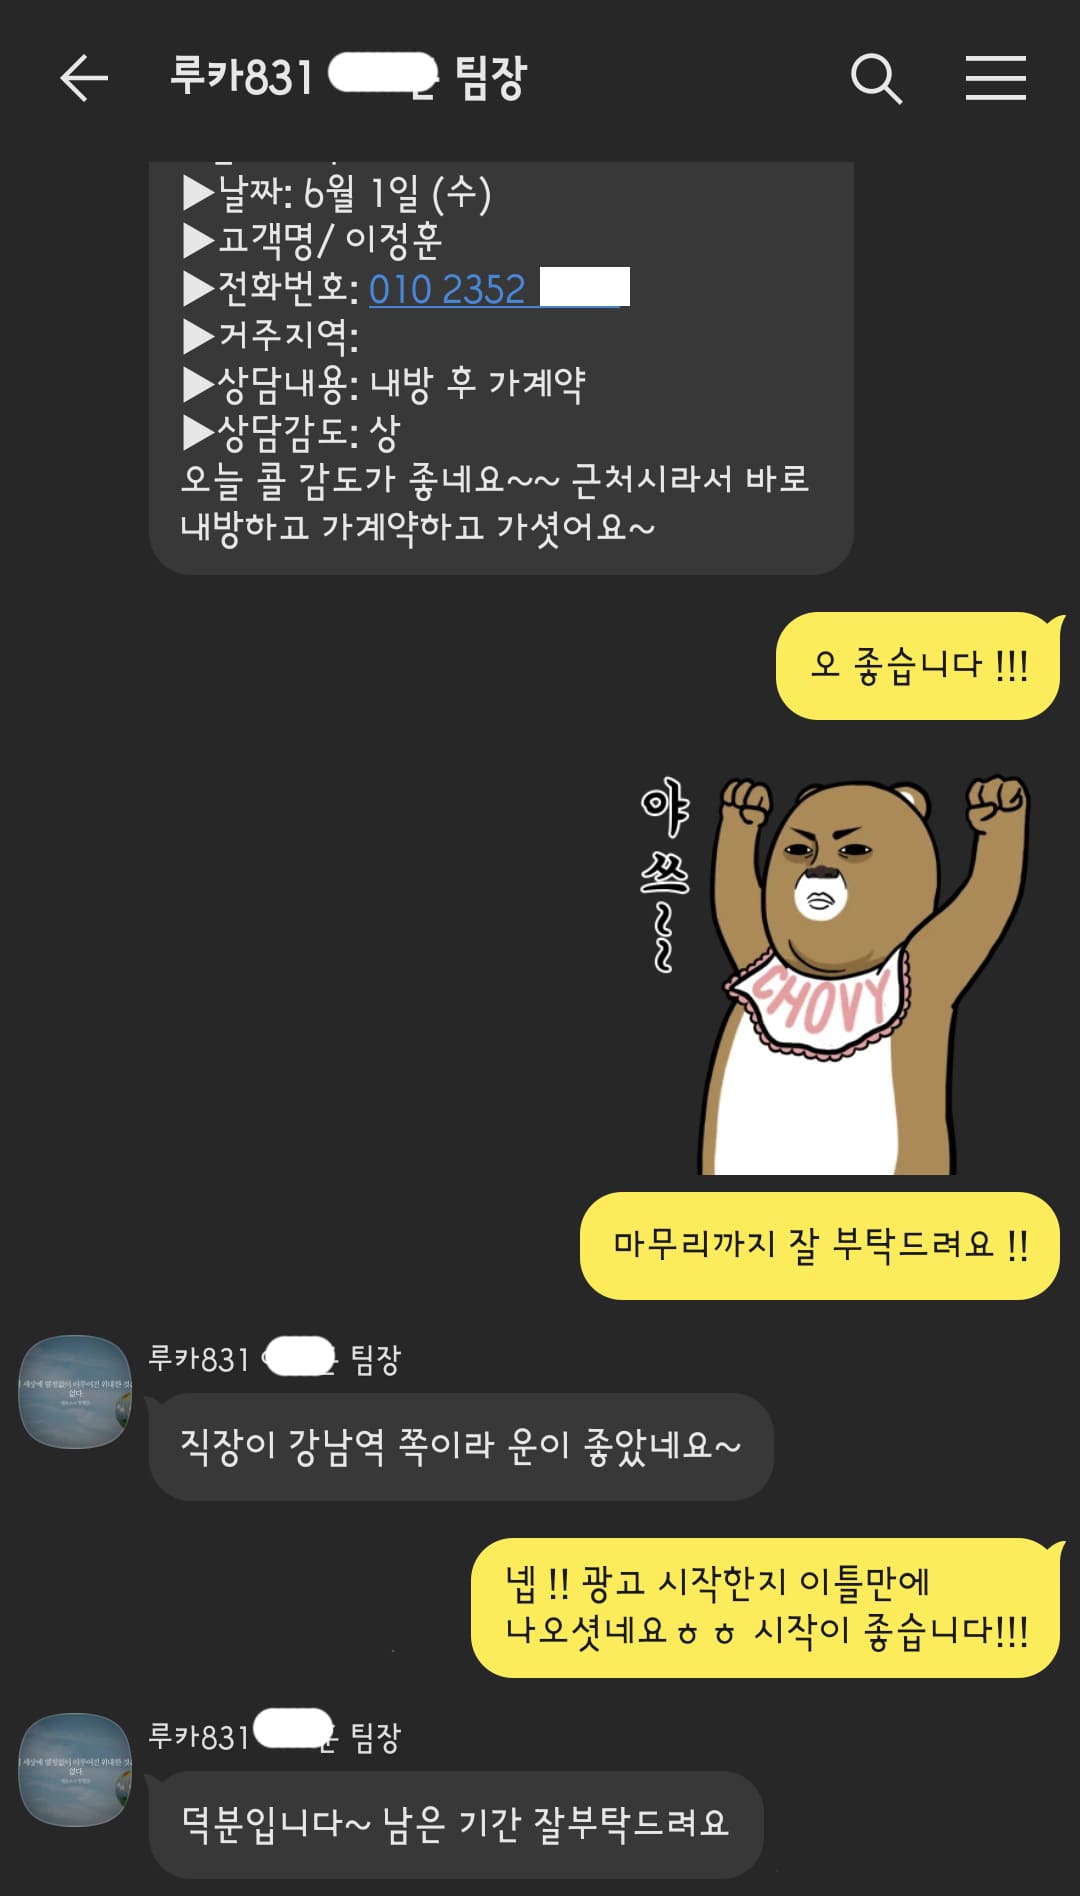 루카831 팀장
▶날짜: 6월 1일 (수)
▶고객명/ 이정훈
▶전화번호: 010 2352
▶거주지역:
▶상담내용: 내방 후 가계약
▶상담감도: 상
오늘 콜 감도가 좋네요~~ 근처시라서 바로
내방하고 가계약하고 가셧어요~
오 좋습니다 !!!
야쓰~~
CHOVY
마무리까지 잘 부탁드려요 !!
루카831 팀장
직장이 강남역 쪽이라 운이 좋았네요~
넵 !! 광고 시작한지 이틀만에
나오셧네요ㅎㅎ 시작이 좋습니다!!!
루카831 팀장
덕분입니다~ 남은 기간 잘부탁드려요